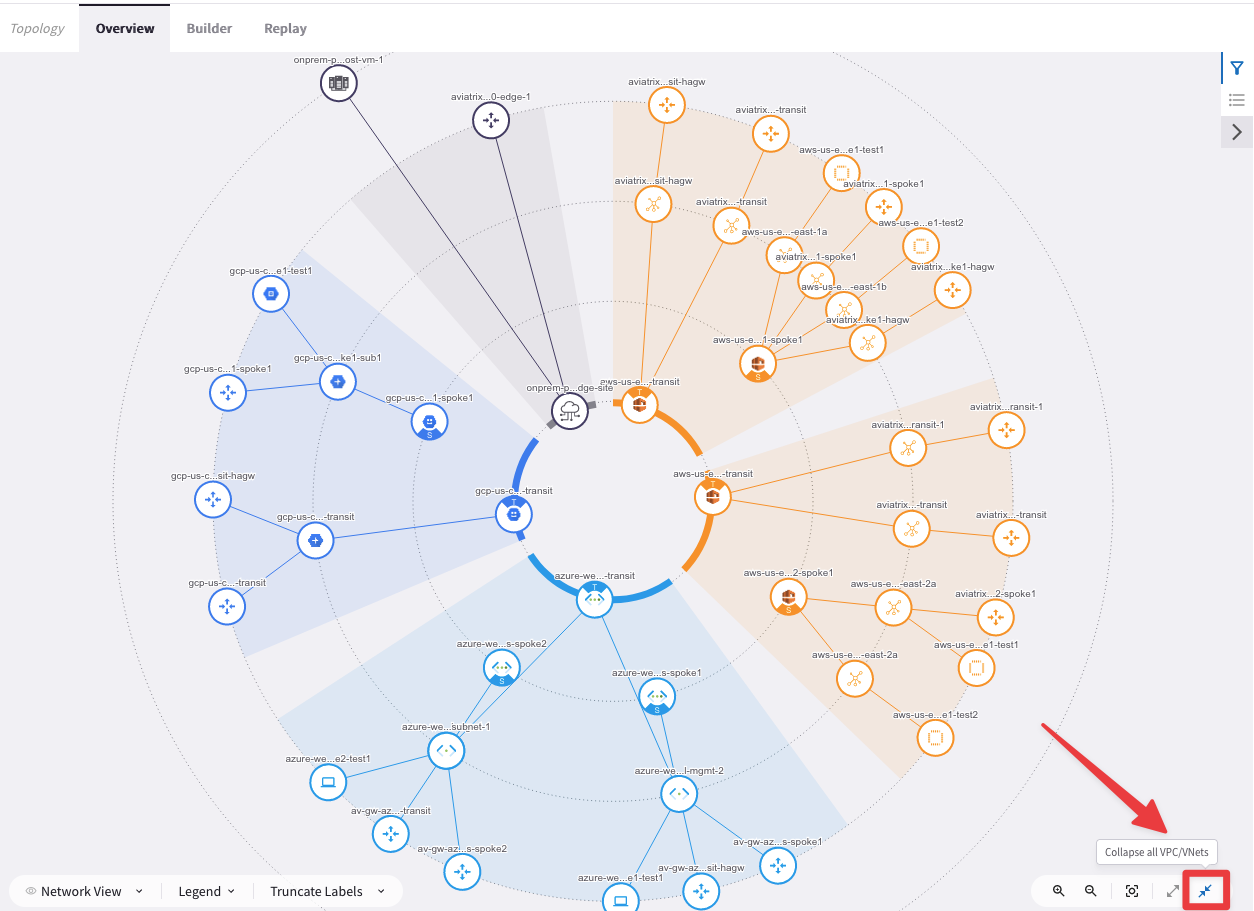 Topology
Overview
Builder
Replay
onprem-p...ost-vm-1
aviatrix...0-edge-1
aviatrix...sit-hagw
aviatrix...-transit
aws-us-e...e1-test1
aviatrix...1-spoke1
aws-us-e...e1-test2
aviatrix...ke1-hagw
aviatrix...sit-hagw
aviatrix...-transit
aws-us-e...-east-1a
aviatrix...1-spoke1
aws-us-e...-east-1b
aviatrix...ke1-hagw
aws-us-e...1-spoke1
S
gcp-us-c...e1-test1
gcp-us-c...ke1-sub1
gcp-us-c...1-spoke1
gcp-us-c...1-spoke1
S
onprem-p...dge-site
aws-us-e...-transit
T
aviatrix...ransit-1
aviatrix...ransit-1
gcp-us-c...sit-hagw
gcp-us-c...-transit
T
aws-us-e...-transit
T
gcp-us-c...-transit
aviatrix...-transit
aviatrix...-transit
gcp-us-c...-transit
azure-we...-transit
T
aws-us-e...2-spoke1
S
aws-us-e...-east-2a
aviatrix...2-spoke1
azure-we...s-spoke2
S
azure-we...s-spoke1
S
aws-us-e...-east-2a
aws-us-e...e1-test1
aws-us-e...e1-test2
azure-we...subnet-1
azure-we...l-mgmt-2
azure-we...e2-test1
av-gw-az...-transit
av-gw-az...s-spoke2
av-gw-az...s-spoke1
av-gw-az...sit-hagw
azure-we...e1-test1
Collapse all VPC/VNets
Network View
Legend
Truncate Labels